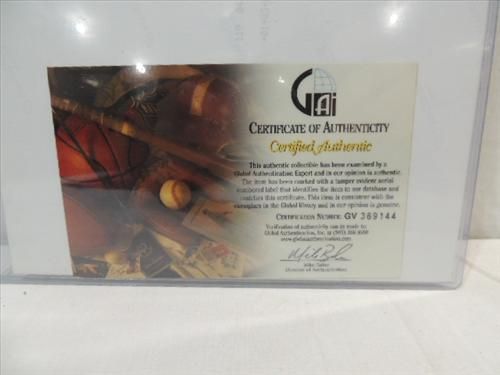 GAi
CERTIFICATE OF AUTHENTICITY
Certified Authentic
This authentic collectible has been examined by a
Global Authentication Expert and in our opinion is authentic.
The item has been marked with a tamper evident serial
numbered label that identifies the item in our database and
matches this certificate. This item is consistent with the
exemplars in the Global library and in our opinion is genuine.
CERTIFICATION NUMBER: GV 369144
Verification of authenticity can be made to:
Global Authentication, Inc. at
www.globalauthentication.com
Mike
Director of Authentication